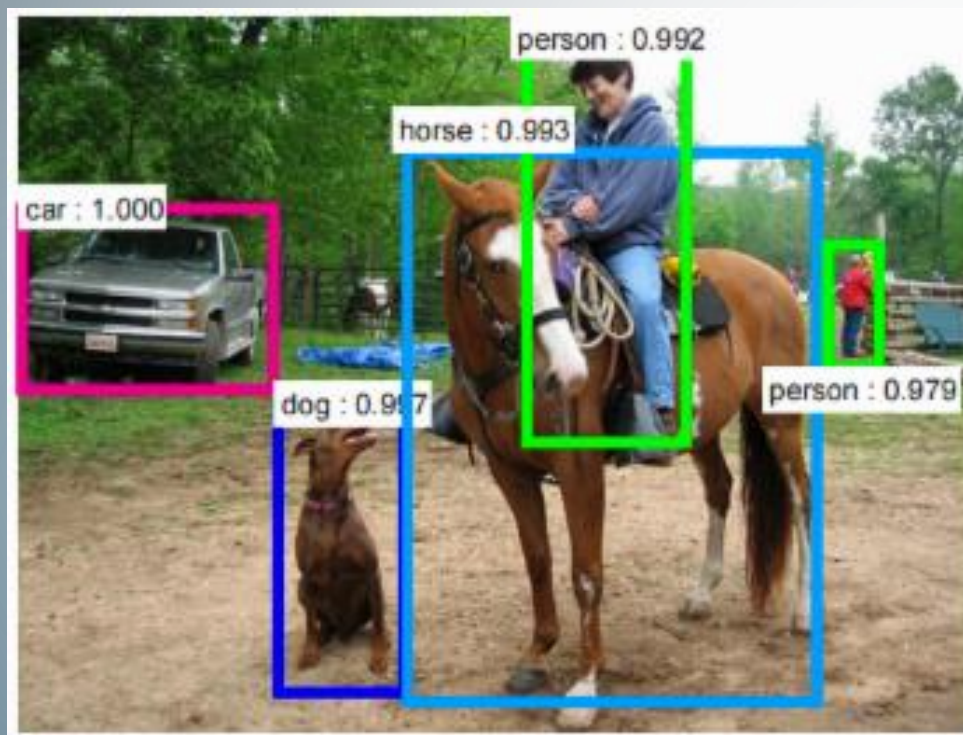 person : 0.992
horse : 0.993
car : 1.000
dog : 0.997
person : 0.979